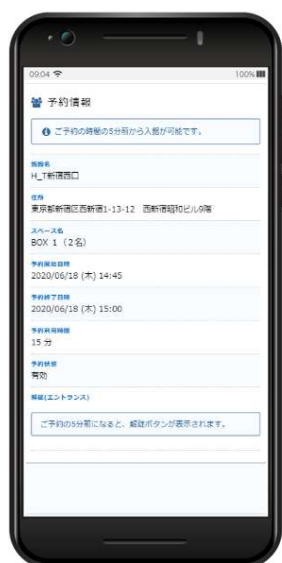 09:04
100%
予約情報
ご予約の時間の5分前から入館が可能です。
施設名
H_T新宿西口
住所
東京都新宿区西新宿1-13-12 西新宿昭和ビル9階
スペース名
BOX 1 (2名)
予約開始日時
2020/06/18 (木) 14:45
予約終了日時
2020/06/18 (木) 15:00
予約利用時間
15 分
予約状態
有効
解錠(エントランス)
ご予約の5分前になると、解錠ボタンが表示されます。